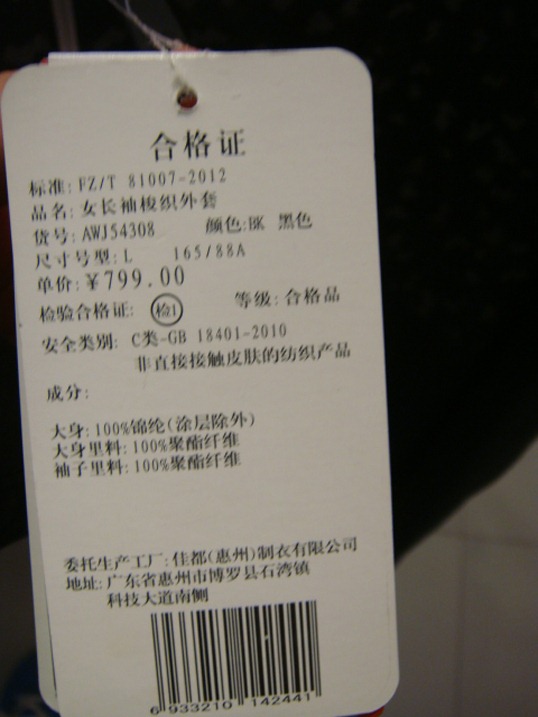 合格证
标准: FZ/T 81007-2012
品名: 女长袖梭织外套
货号: AWJ54308 颜色:BK 黑色
尺寸号型: L 165/88A
单价: ¥799.00
检验合格证: 检1 等级: 合格品
安全类别: C类-GB 18401-2010
非直接接触皮肤的纺织产品
成分:
大身: 100%锦纶(涂层除外)
大身里料: 100%聚酯纤维
袖子里料: 100%聚酯纤维
委托生产工厂: 佳都(惠州)制衣有限公司
地址: 广东省惠州市博罗县石湾镇
科技大道南侧
6 933210 142441